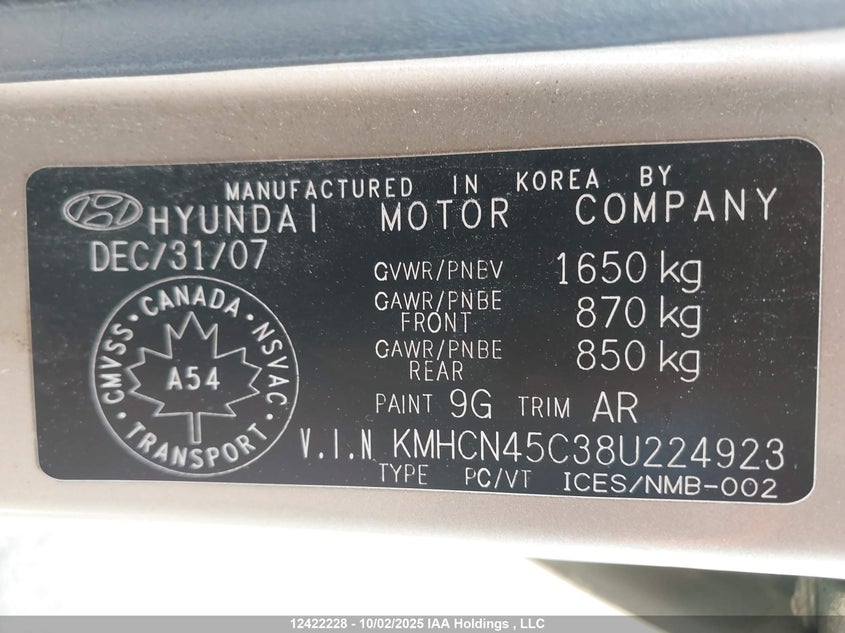 MANUFACTURED IN KOREA BY
HYUNDAI MOTOR COMPANY
DEC/31/07
GVWR/PNBV 1650 kg
GAWR/PNBE FRONT 870 kg
GAWR/PNBE REAR 850 kg
CMVSS · CANADA · NSVAC · TRANSPORT ·
A54
PAINT 9G TRIM AR
V.I.N KMHCN45C38U224923
TYPE PC/VT ICES/NMB-002
12422228 - 10/02/2025 IAA Holdings , LLC